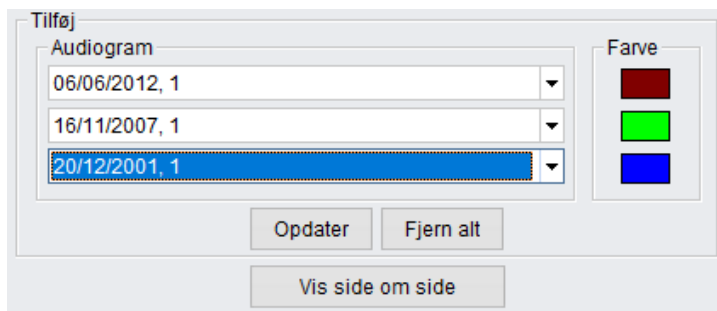 Tilføj
Audiogram
Farve
06/06/2012, 1
16/11/2007, 1
20/12/2001, 1
Opdater
Fjern alt
Vis side om side